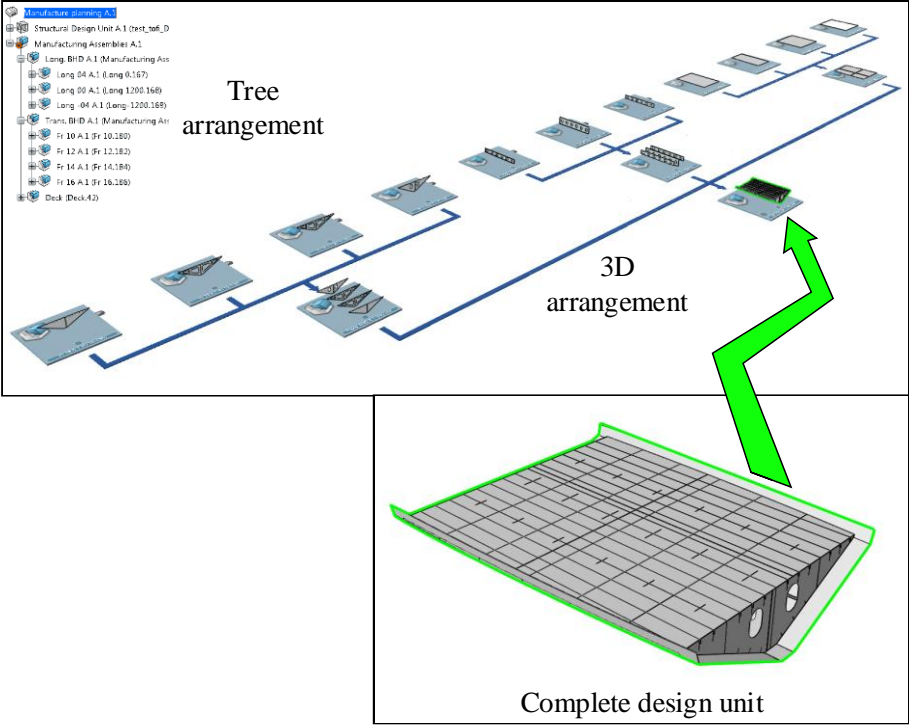 Manufacture planning A.1
Structural Design Unit A.1 (test_tafi_D
Manufacturing Assemblies A.1
Long. BHD A.1 (Manufacturing Ass
Long 04 A.1 (Long 0.167)
Long 00 A.1 (Long 1200.168)
Long -04 A.1 (Long-1200.169)
Trans. BHD A.1 (Manufacturing Ass
Fr 10 A.1 (Fr 10.180)
Fr 12 A.1 (Fr 12.182)
Fr 14 A.1 (Fr 14.184)
Fr 16 A.1 (Fr 16.186)
Deck (Deck.42)
Tree
arrangement
3D
arrangement
Complete design unit